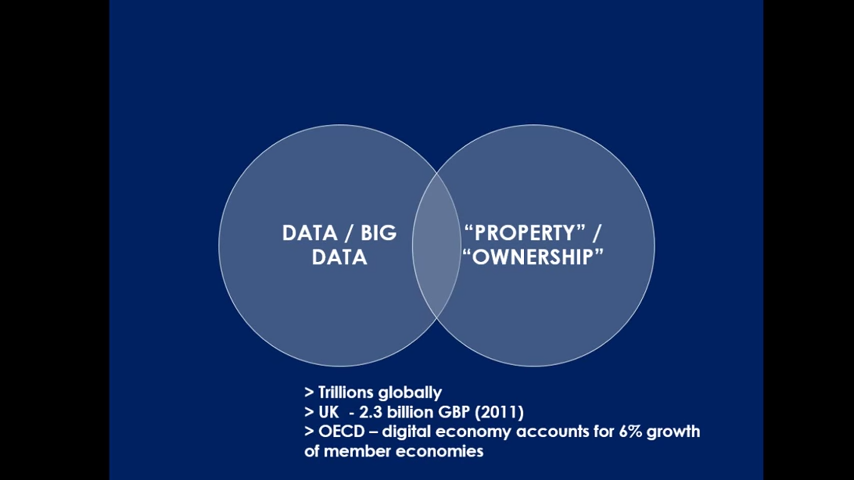 DATA / BIG
DATA
“PROPERTY” /
“OWNERSHIP”
> Trillions globally
> UK - 2.3 billion GBP (2011)
> OECD – digital economy accounts for 6% growth
of member economies